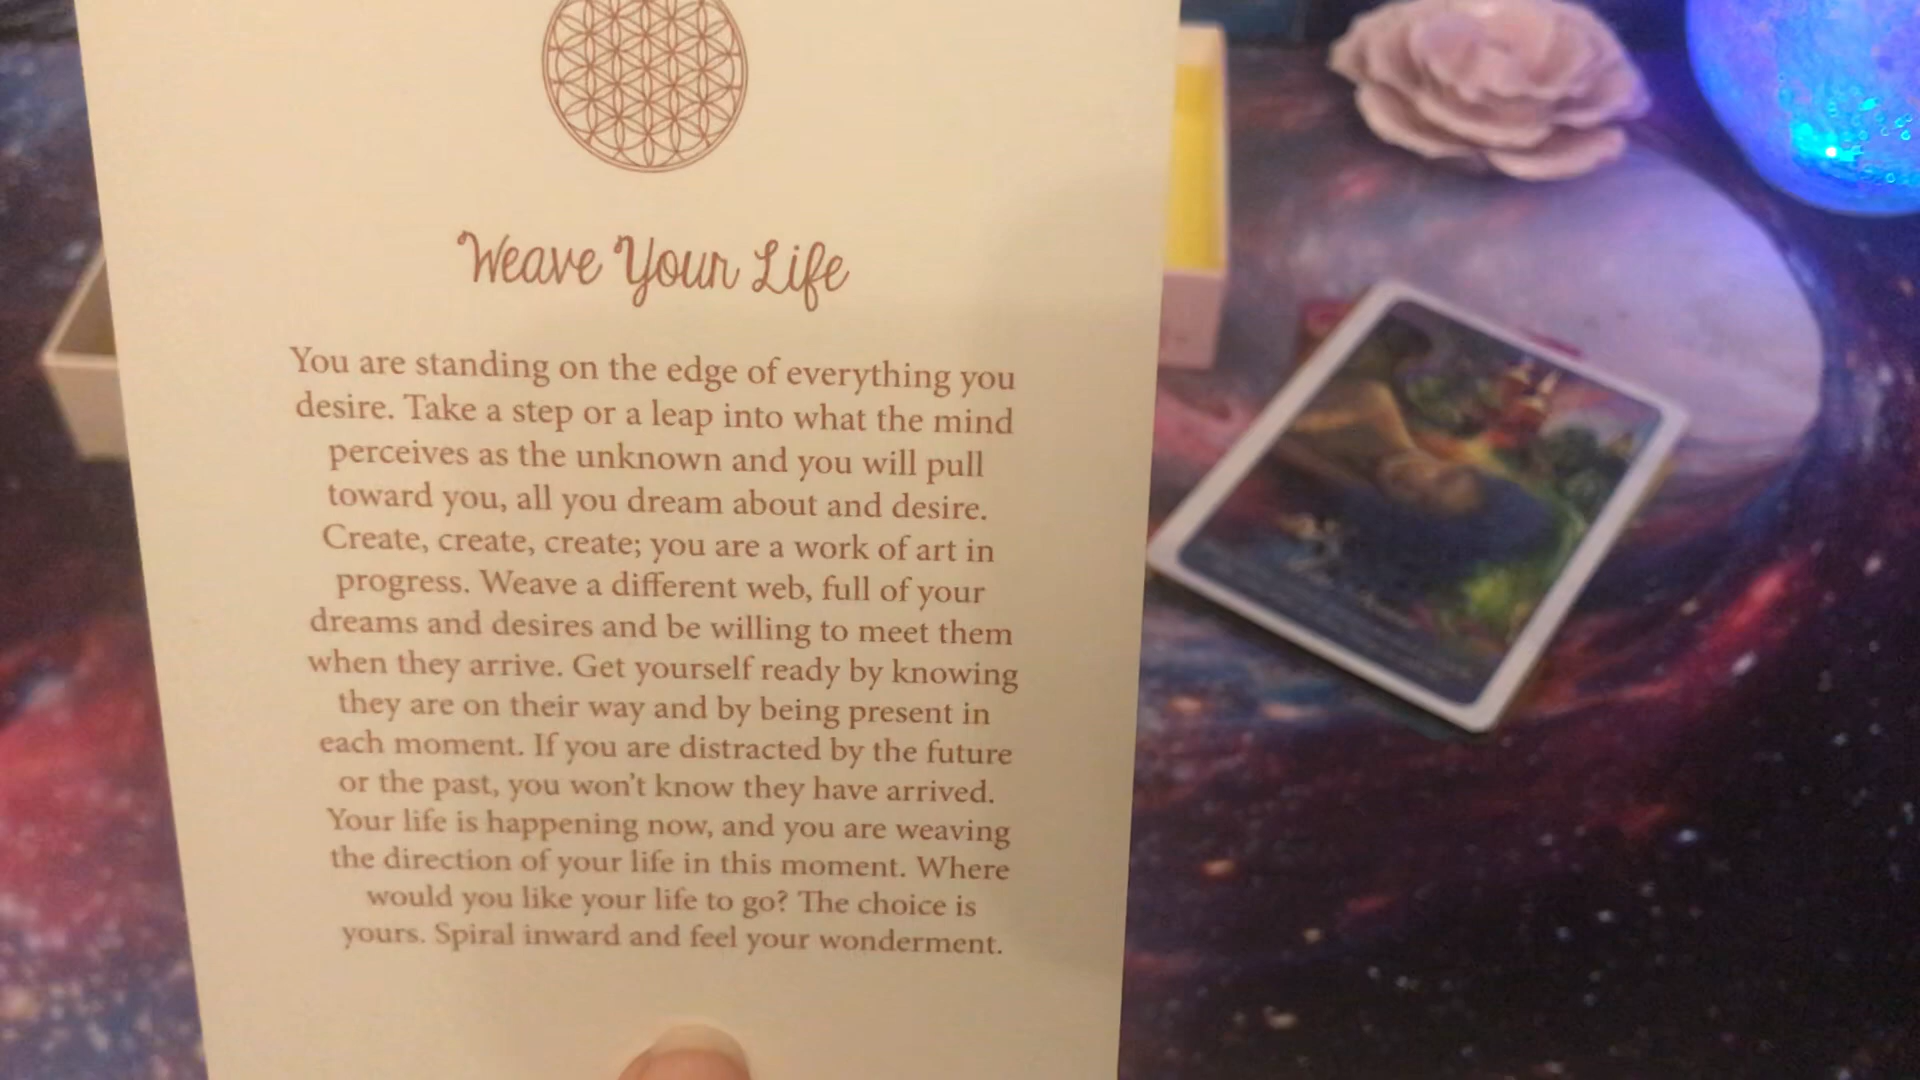 Weave Your Life
You are standing on the edge of everything you
desire. Take a step or a leap into what the mind
perceives as the unknown and you will pull
toward you, all you dream about and desire.
Create, create, create; you are a work of art in
progress. Weave a different web, full of your
dreams and desires and be willing to meet them
when they arrive. Get yourself ready by knowing
they are on their way and by being present in
each moment. If you are distracted by the future
or the past, you won't know they have arrived.
Your life is happening now, and you are weaving
the direction of your life in this moment. Where
would you like your life to go? The choice is
yours. Spiral inward and feel your wonderment.